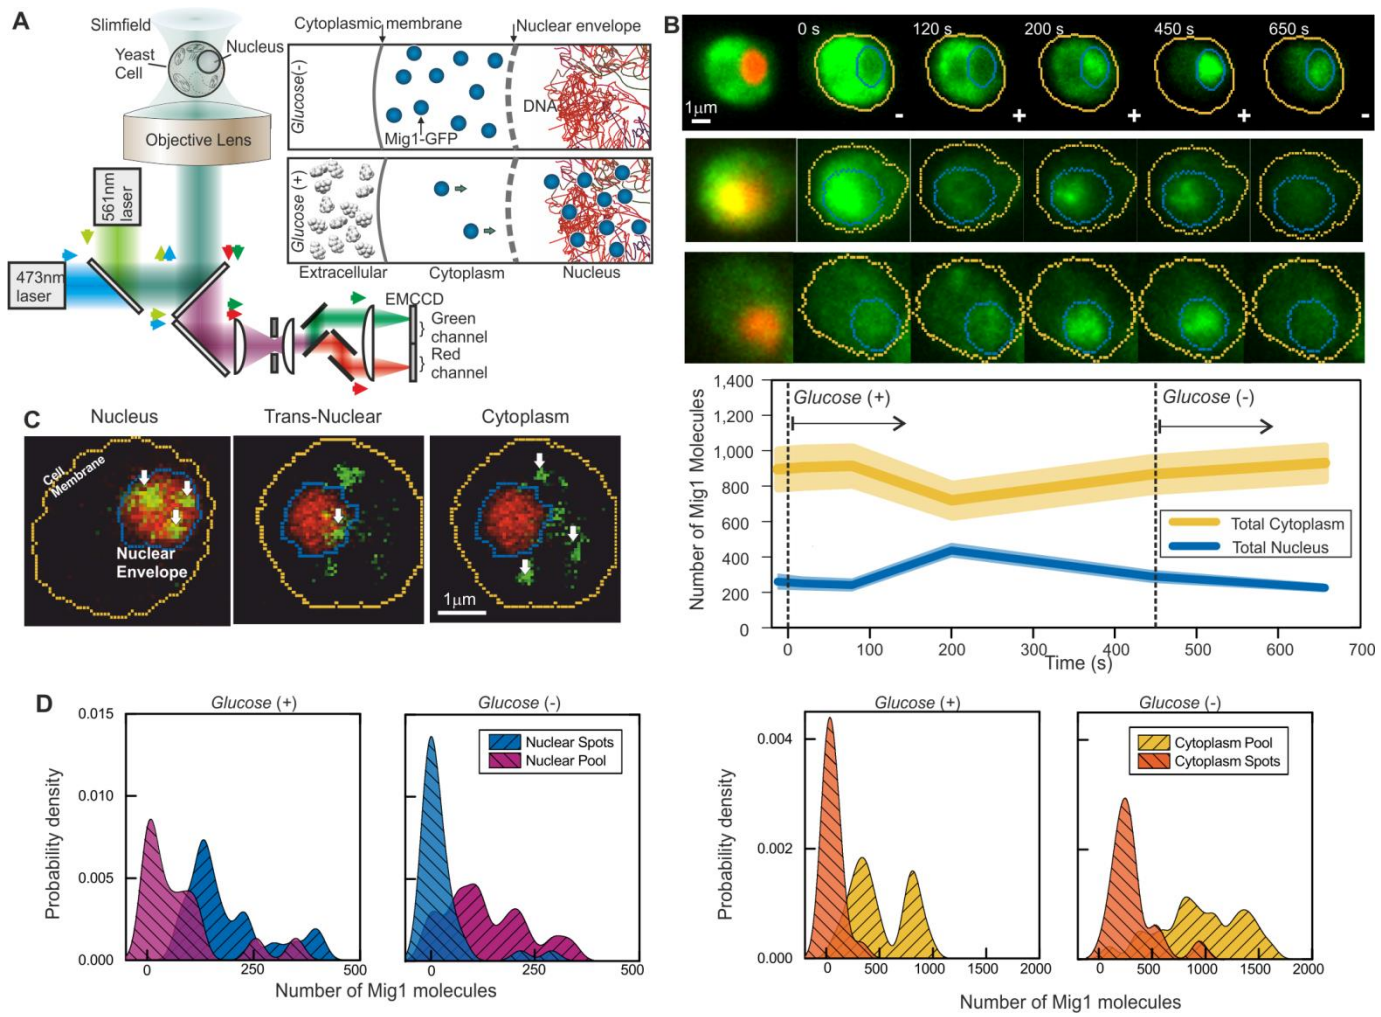 A
Slimfield
Yeast
Cell
Nucleus
Objective Lens
561nm
laser
473nm
laser
EMCCD
Green
channel
Red
channel
Cytoplasmic membrane
Nuclear envelope
Glucose(-)
DNA
Mig1-GFP
Glucose (+)
Extracellular
Cytoplasm
Nucleus
B
0 s
120 s
200 s
450 s
650 s
1µm
-
+
+
+
-
1,400
1,200
1,000
800
600
400
200
0
Number of Mig1 Molecules
Glucose (+)
Glucose (-)
Total Cytoplasm
Total Nucleus
0
100
200
300
400
500
600
700
Time (s)
C
Nucleus
Trans-Nuclear
Cytoplasm
Cell
Membrane
Nuclear
Envelope
1µm
D
Glucose (+)
Glucose (-)
0.015
0.010
0.005
0.000
Probability density
Nuclear Spots
Nuclear Pool
0
250
500
0
250
500
Number of Mig1 molecules
Glucose (+)
Glucose (-)
0.004
0.002
0.000
Probability density
Cytoplasm Pool
Cytoplasm Spots
0
500
1000
1500
2000
0
500
1000
1500
2000
Number of Mig1 molecules